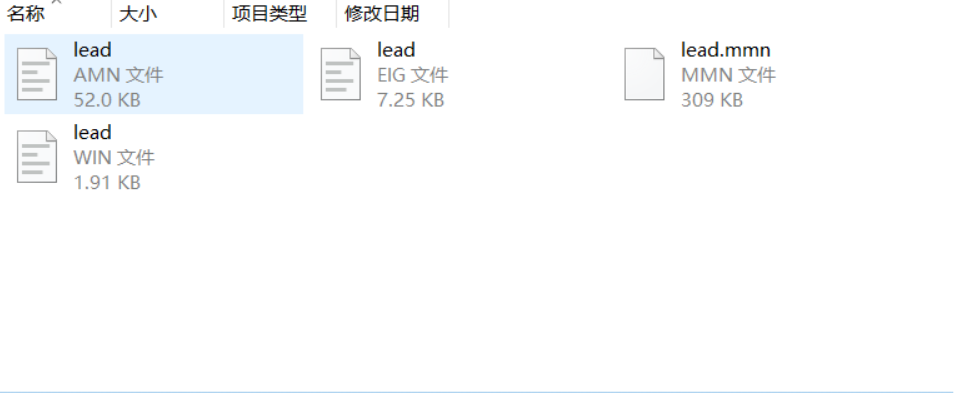 名称 大小 项目类型 修改日期
lead
AMN 文件
52.0 KB
lead
EIG 文件
7.25 KB
lead.mmn
MMN 文件
309 KB
lead
WIN 文件
1.91 KB